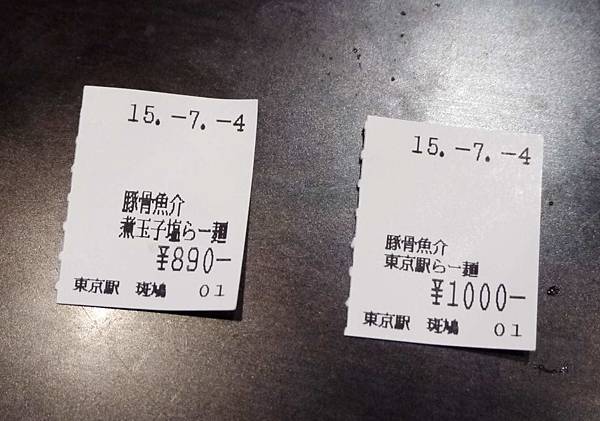 15.-7.-4
豚骨魚介
煮玉子塩らー麺
¥890-
東京駅 斑鳩 01
15.-7.-4
豚骨魚介
東京駅らー麺
¥1000-
東京駅 斑鳩 01